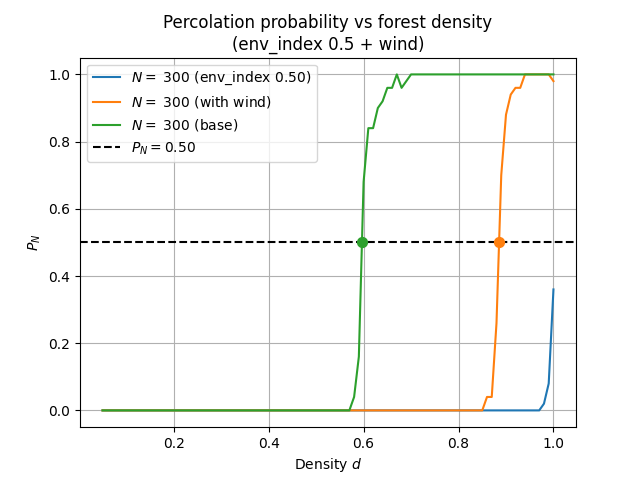 Percolation probability vs forest density
(env_index 0.5 + wind)
N = 300 (env_index 0.50)
N = 300 (with wind)
N = 300 (base)
P_N = 0.50
P_N
1.0
0.8
0.6
0.4
0.2
0.0
0.2
0.4
0.6
0.8
1.0
Density d